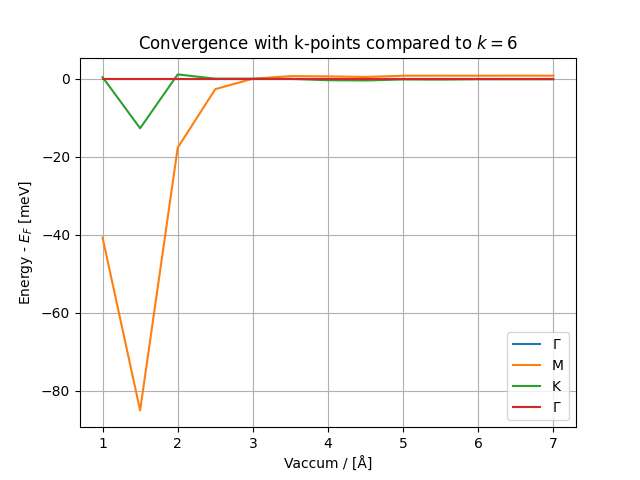 Convergence with k-points compared to k = 6
Energy - E_F [meV]
0
−20
−40
−60
−80
1 2 3 4 5 6 7
Vaccum / [Å]
Γ
M
K
Γ